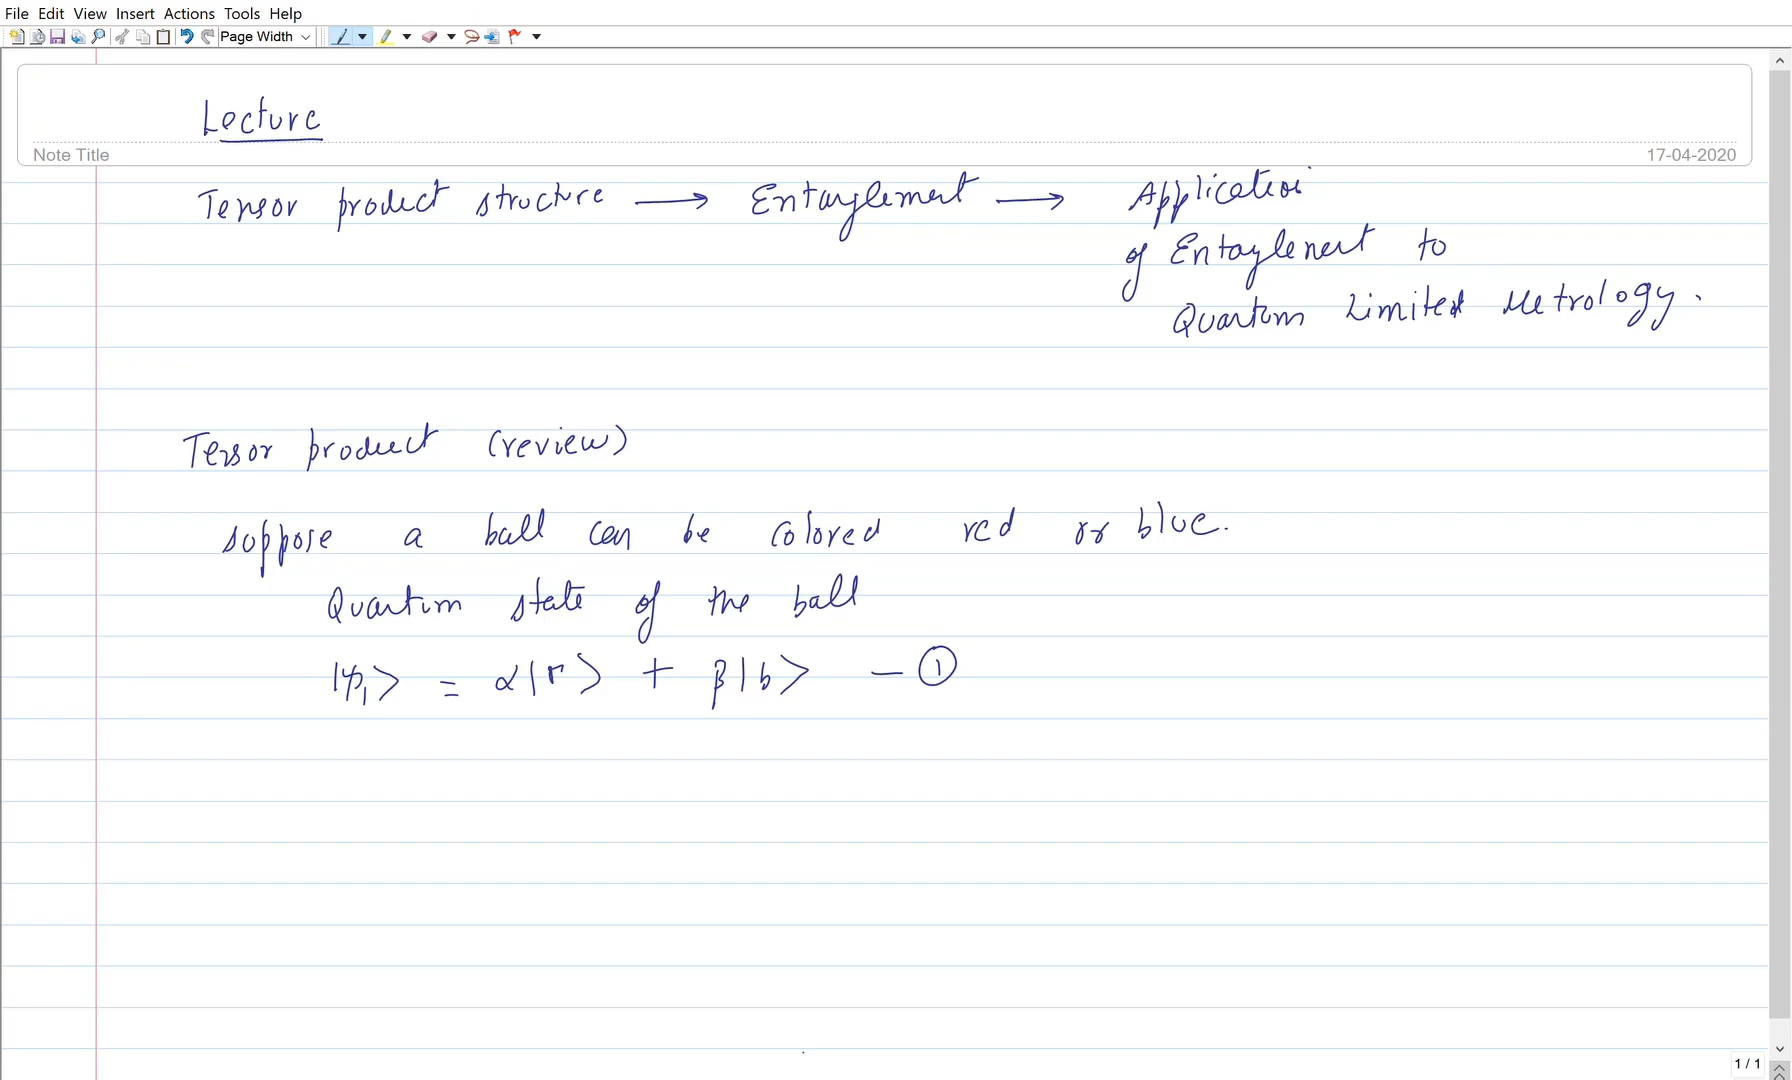 File Edit View Insert Actions Tools Help
Page Width
Lecture
Note Title 17-04-2020
Tensor product structure → Entanglement → Application
of Entanglement to
Quantum Limited Metrology.
Tensor product (review)
Suppose a ball can be colored red or blue.
Quantum state of the ball
|ψ₁> = α|r> + β|b> - ①
1 / 1